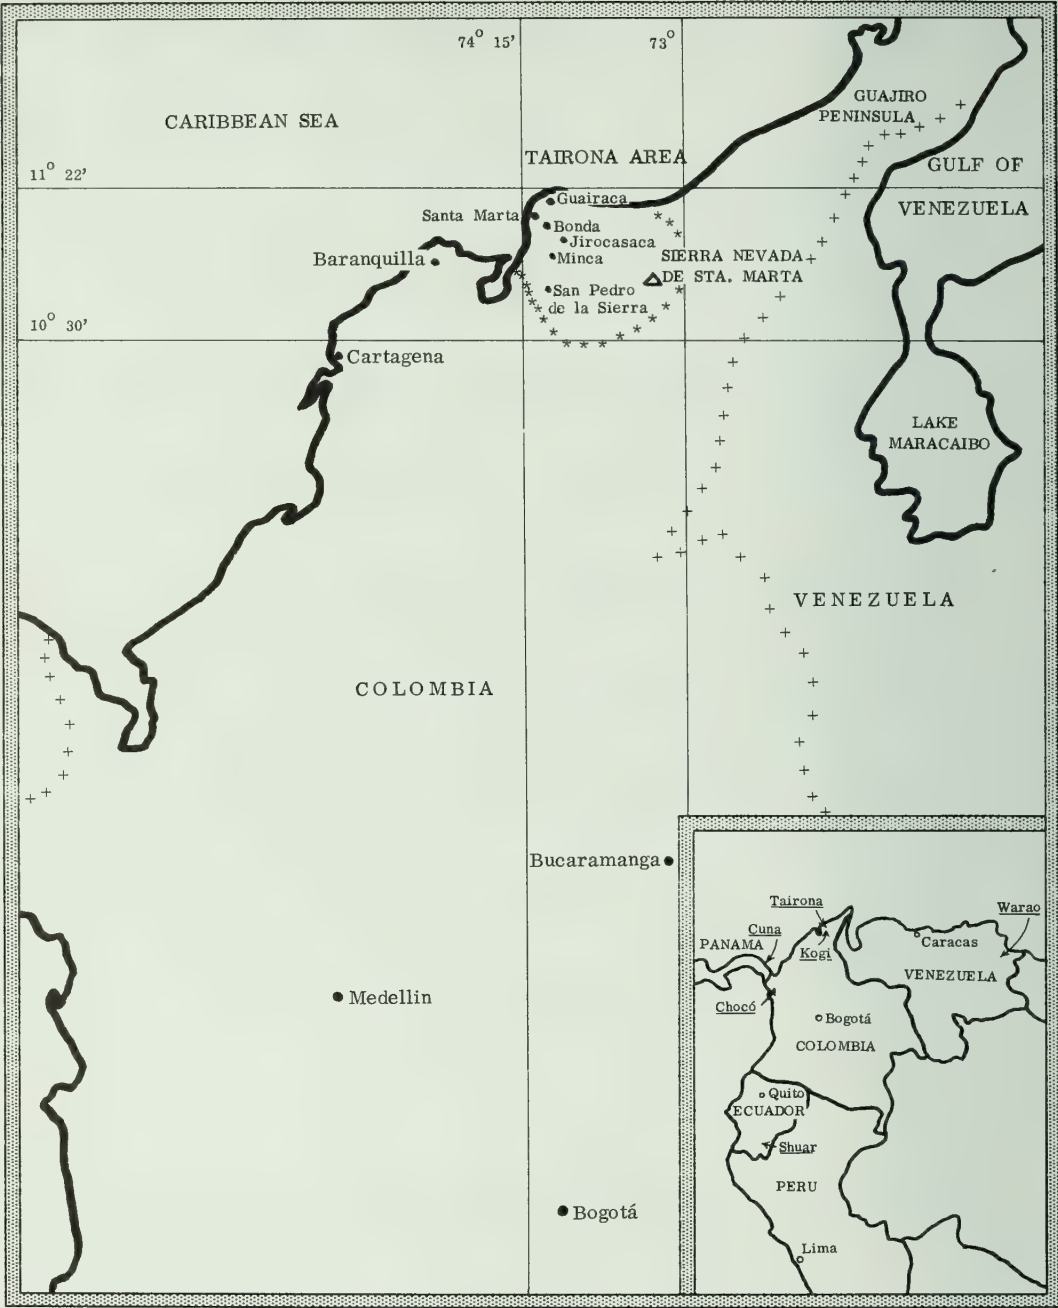 74° 15'
73°
CARIBBEAN SEA
GUAJIRO
PENINSULA
TAIRONA AREA
GULF OF
VENEZUELA
11° 22'
Guairaca
Santa Marta
Bonda
Jirocasaca
Minca
Baranquilla
SIERRA NEVADA
DE STA. MARTA
San Pedro
de la Sierra
10° 30'
Cartagena
LAKE
MARACAIBO
VENEZUELA
COLOMBIA
Bucaramanga
Medellin
Bogotá
Tairona
Warao
Cuna
PANAMA
Kogi
Caracas
VENEZUELA
Chocó
Bogotá
COLOMBIA
Quito
ECUADOR
Shuar
PERU
Lima